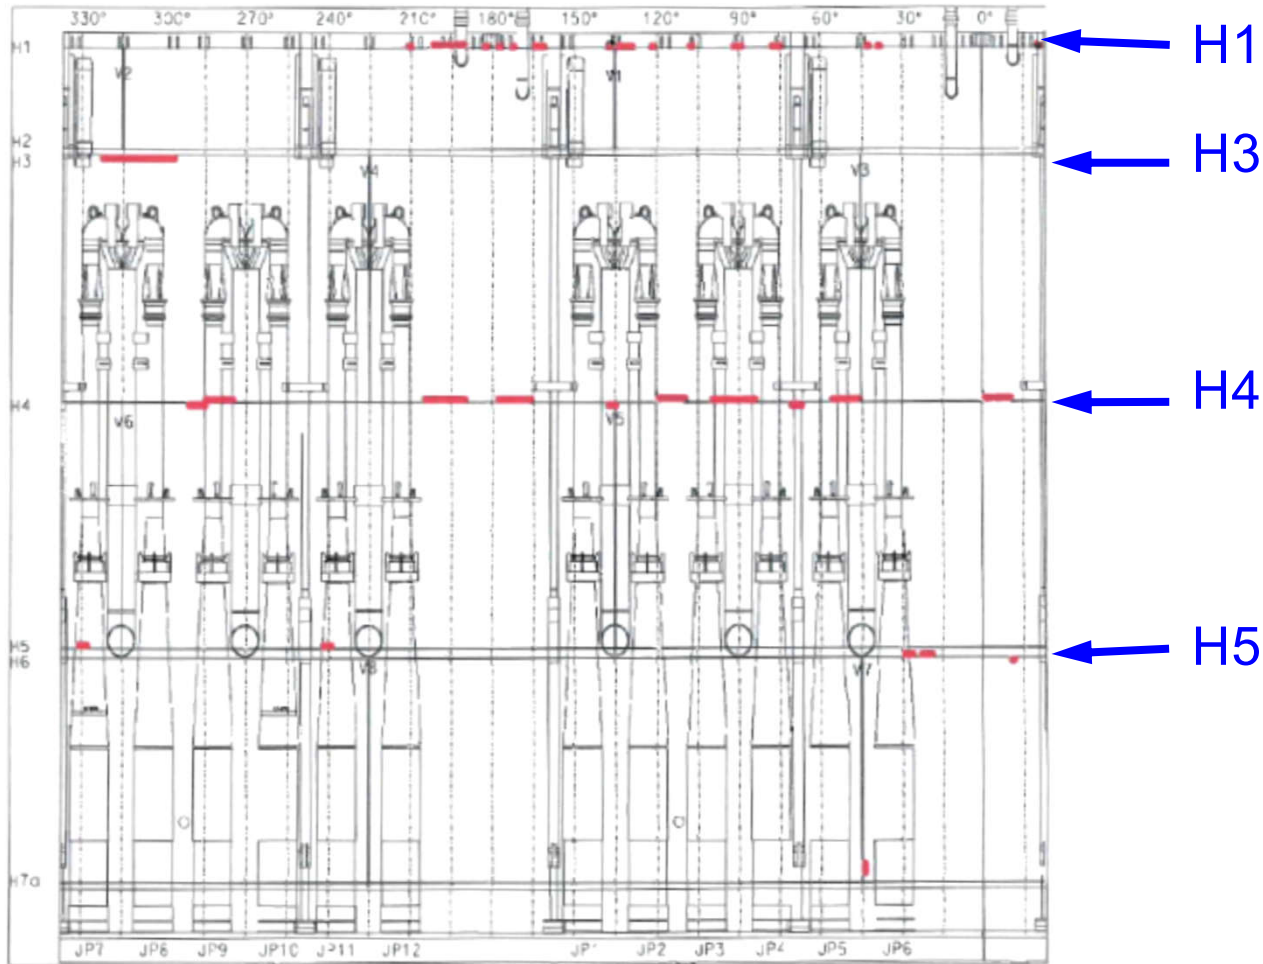 330° 300° 270° 240° 210° 180° 150° 120° 90° 60° 30° 0°
H1 H1
V2 V1
H2
H3 H3
V4 V3
H4 H4
V6 V5
H5 H5
H6
V8 V7
H7a
JP7 JP8 JP9 JP10 JP11 JP12 JP1 JP2 JP3 JP4 JP5 JP6